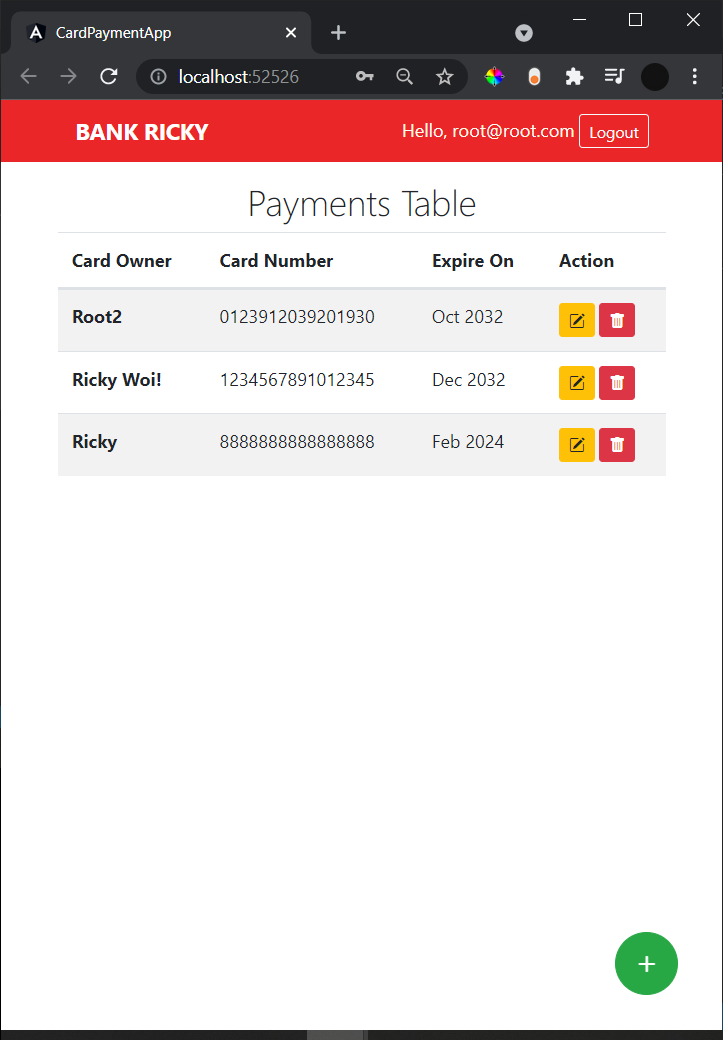 CardPaymentApp
localhost:52526
BANK RICKY
Hello, root@root.com Logout
Payments Table
Card Owner Card Number Expire On Action
Root2 0123912039201930 Oct 2032
Ricky Woi! 1234567891012345 Dec 2032
Ricky 8888888888888888 Feb 2024
+